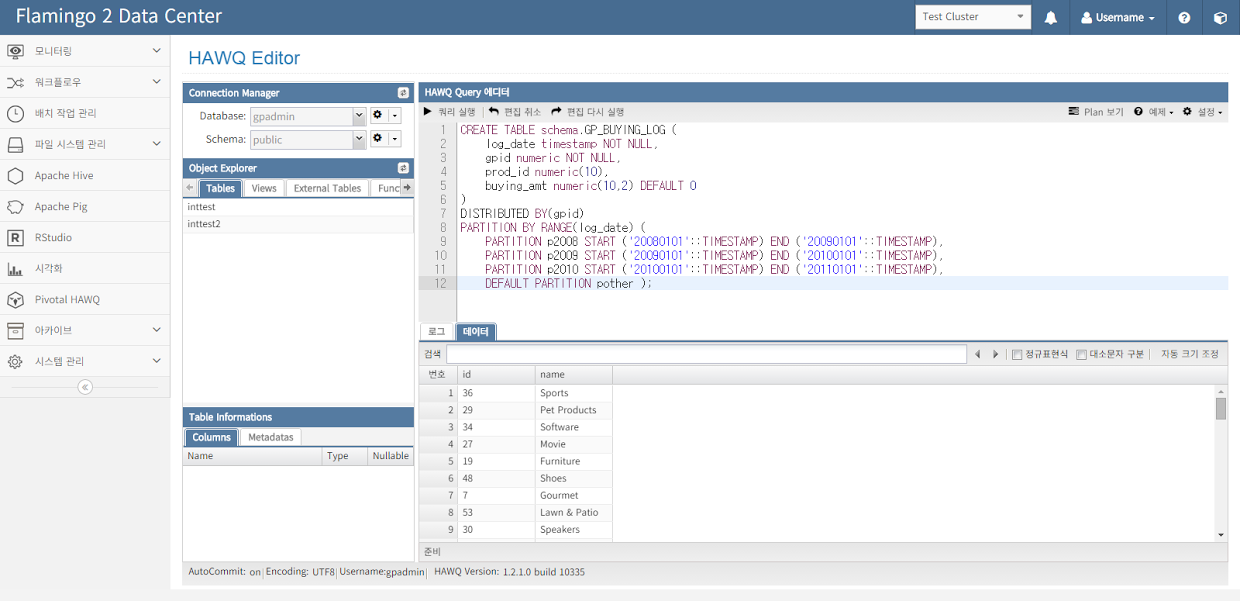 Flamingo 2 Data Center
Test Cluster
Username
모니터링
워크플로우
배치 작업 관리
파일 시스템 관리
Apache Hive
Apache Pig
RStudio
시각화
Pivotal HAWQ
아카이브
시스템 관리
HAWQ Editor
Connection Manager
Database: gpadmin
Schema: public
Object Explorer
Tables Views External Tables Func
inttest
inttest2
Table Informations
Columns Metadatas
Name Type Nullable
HAWQ Query 에디터
쿼리 실행 편집 취소 편집 다시 실행 Plan 보기 예제 설정
1 CREATE TABLE schema.GP_BUYING_LOG (
2 log_date timestamp NOT NULL,
3 gpid numeric NOT NULL,
4 prod_id numeric(10),
5 buying_amt numeric(10,2) DEFAULT 0
6 )
7 DISTRIBUTED BY(gpid)
8 PARTITION BY RANGE(log_date) (
9 PARTITION p2008 START ('20080101'::TIMESTAMP) END ('20090101'::TIMESTAMP),
10 PARTITION p2009 START ('20090101'::TIMESTAMP) END ('20100101'::TIMESTAMP),
11 PARTITION p2010 START ('20100101'::TIMESTAMP) END ('20110101'::TIMESTAMP),
12 DEFAULT PARTITION pother );
로그 데이터
검색 정규표현식 대소문자 구분 자동 크기 조정
번호 id name
1 36 Sports
2 29 Pet Products
3 34 Software
4 27 Movie
5 19 Furniture
6 48 Shoes
7 7 Gourmet
8 53 Lawn & Patio
9 30 Speakers
준비
AutoCommit: on Encoding: UTF8 Username:gpadmin HAWQ Version: 1.2.1.0 build 10335